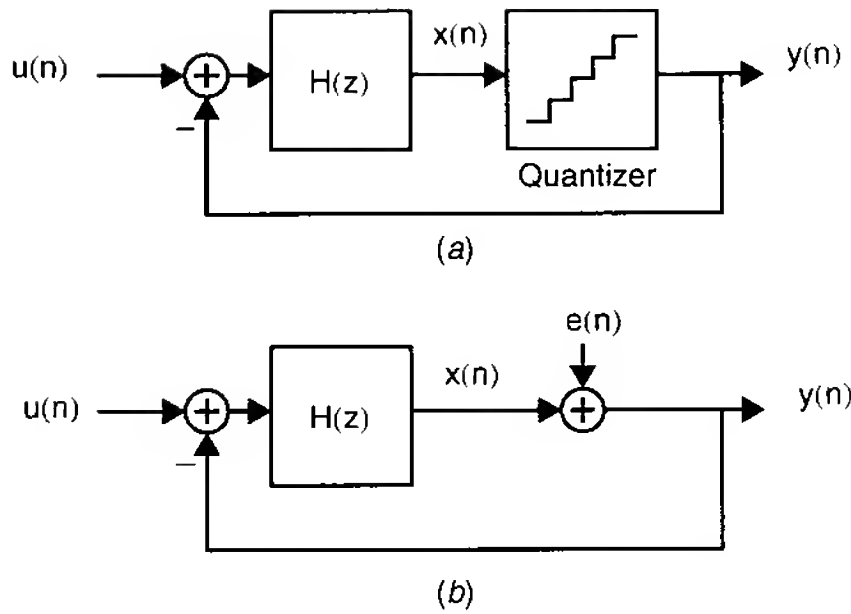 x(n)
u(n)
+
H(z)
y(n)
−
Quantizer
(a)
e(n)
x(n)
u(n)
+
H(z)
+
y(n)
−
(b)